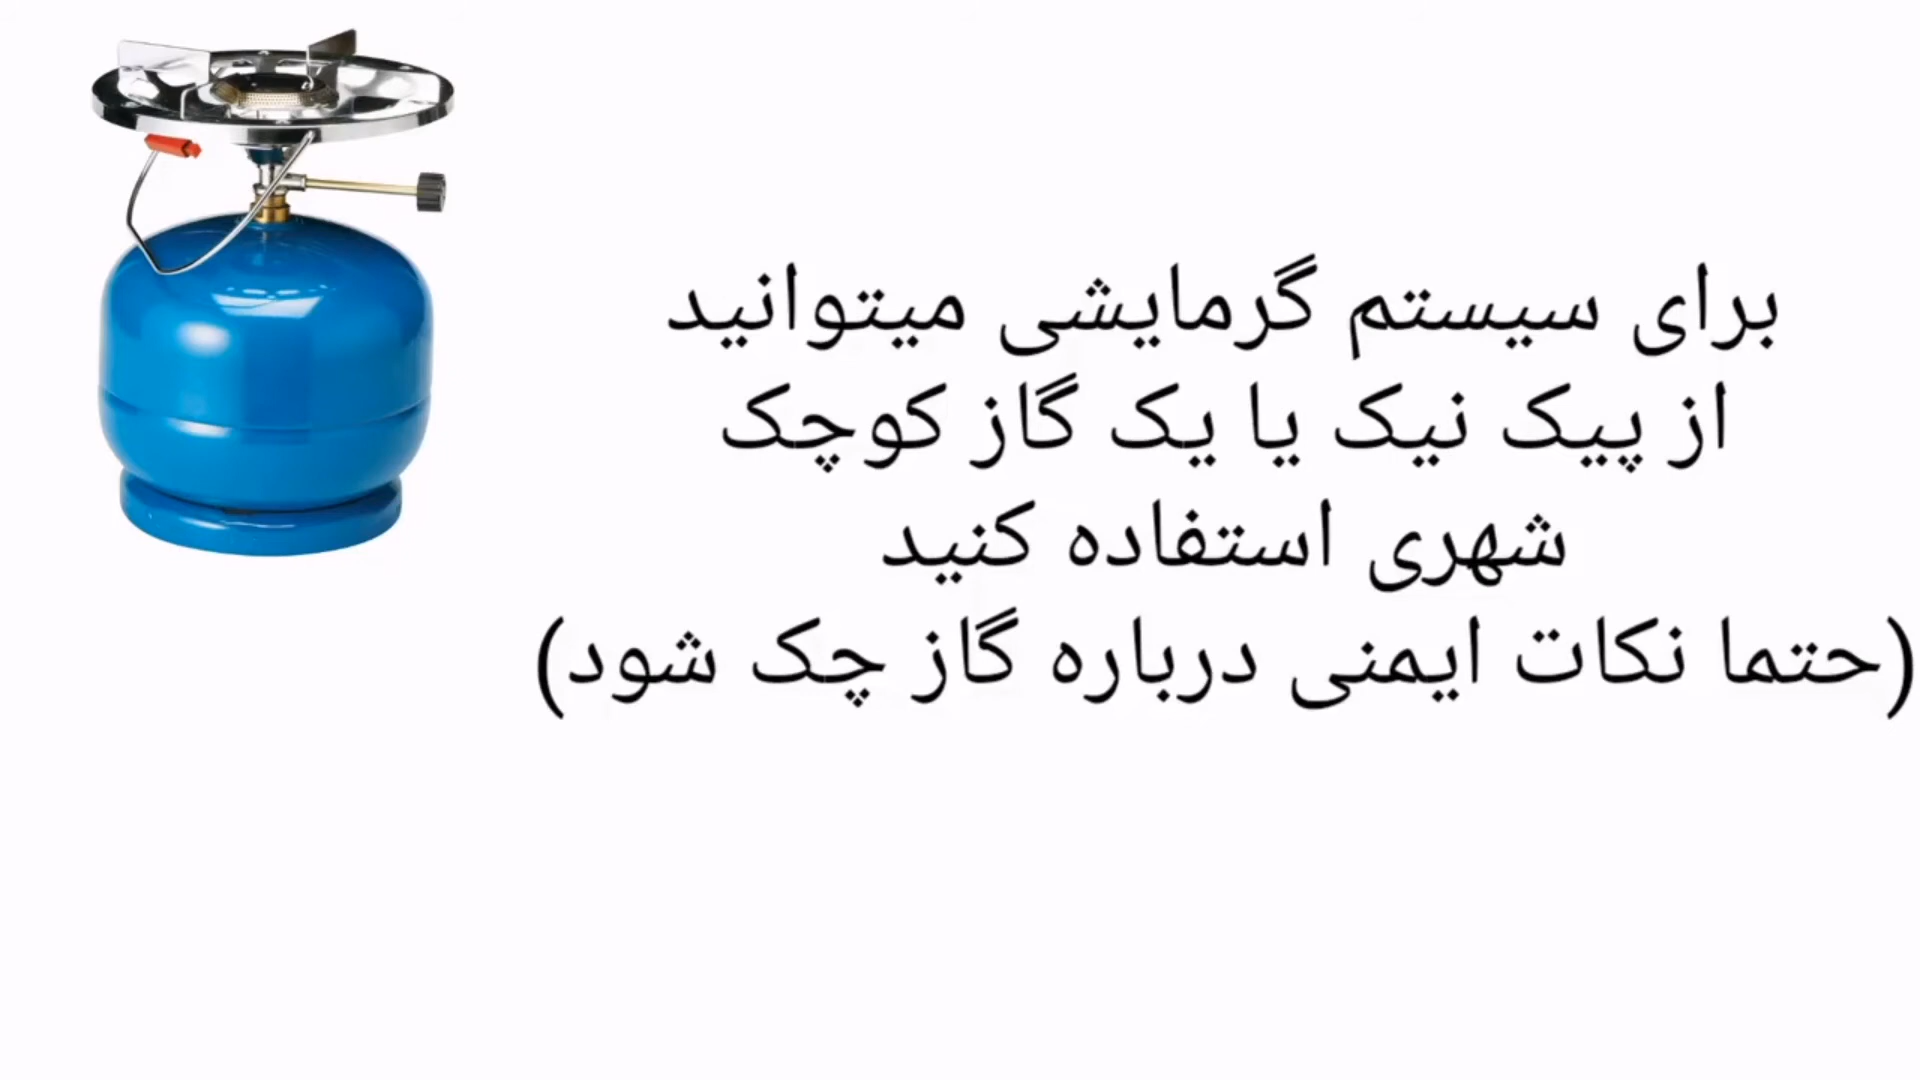 برای سیستم گرمایشی میتوانید
از پیک نیک یا یک گاز کوچک
شهری استفاده کنید
(حتما نکات ایمنی درباره گاز چک شود)